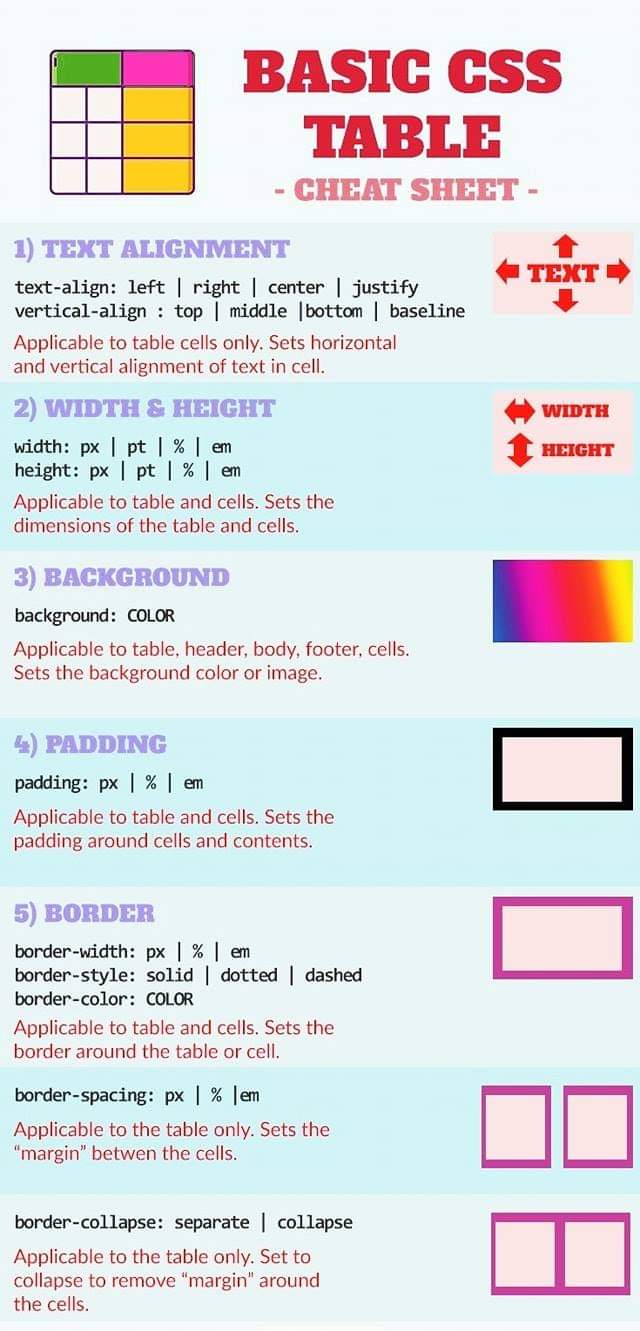 BASIC CSS
TABLE
- CHEAT SHEET -
1) TEXT ALIGNMENT
text-align: left | right | center | justify
vertical-align : top | middle |bottom | baseline
Applicable to table cells only. Sets horizontal
and vertical alignment of text in cell.
TEXT
2) WIDTH & HEIGHT
width: px | pt | % | em
height: px | pt | % | em
Applicable to table and cells. Sets the
dimensions of the table and cells.
WIDTH
HEIGHT
3) BACKGROUND
background: COLOR
Applicable to table, header, body, footer, cells.
Sets the background color or image.
4) PADDING
padding: px | % | em
Applicable to table and cells. Sets the
padding around cells and contents.
5) BORDER
border-width: px | % | em
border-style: solid | dotted | dashed
border-color: COLOR
Applicable to table and cells. Sets the
border around the table or cell.
border-spacing: px | % |em
Applicable to the table only. Sets the
“margin” betwen the cells.
border-collapse: separate | collapse
Applicable to the table only. Set to
collapse to remove “margin” around
the cells.